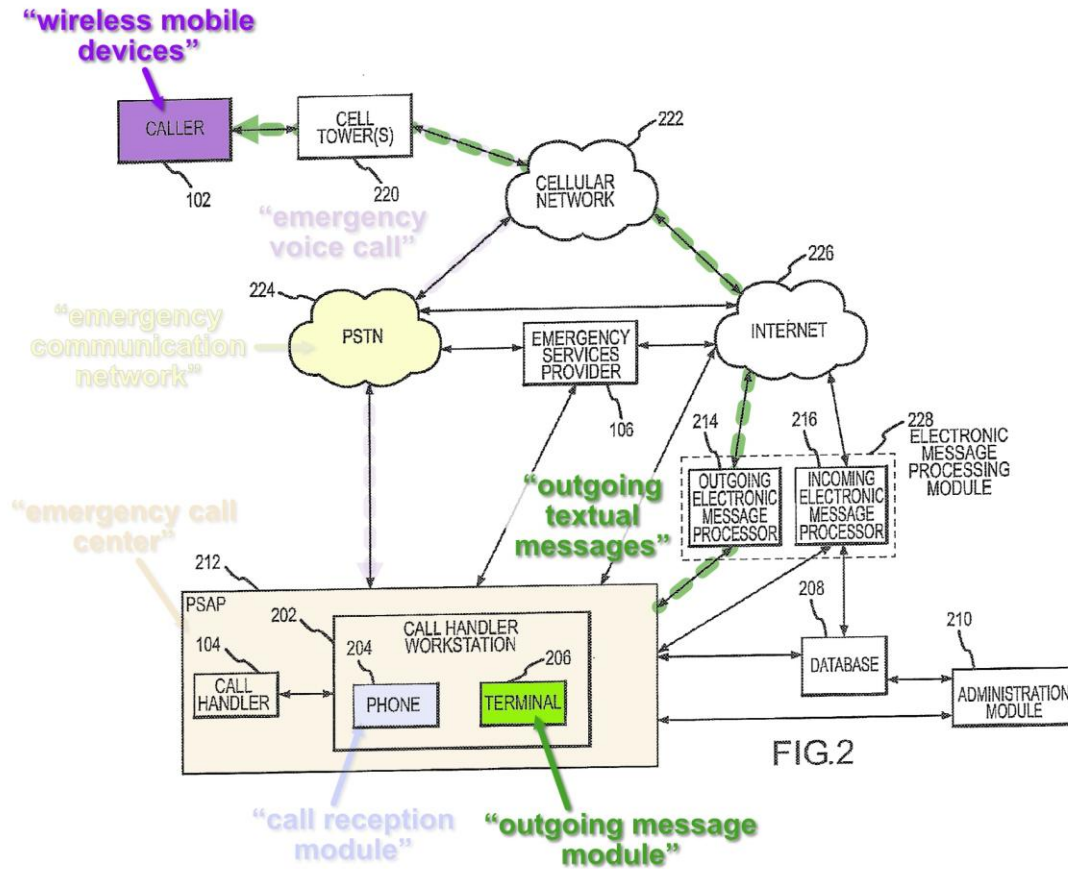 “wireless mobile
devices”
CALLER
102
CELL
TOWER(S)
220
222
CELLULAR
NETWORK
“emergency
voice call”
224
226
“emergency
communication
network”
PSTN
EMERGENCY
SERVICES
PROVIDER
106
INTERNET
214
216
228
ELECTRONIC
MESSAGE
PROCESSING
MODULE
OUTGOING
ELECTRONIC
MESSAGE
PROCESSOR
INCOMING
ELECTRONIC
MESSAGE
PROCESSOR
“outgoing
textual
messages”
“emergency call
center”
212
PSAP
202
CALL HANDLER
WORKSTATION
104
CALL
HANDLER
204
PHONE
206
TERMINAL
208
DATABASE
210
ADMINISTRATION
MODULE
FIG.2
“call reception
module”
“outgoing message
module”